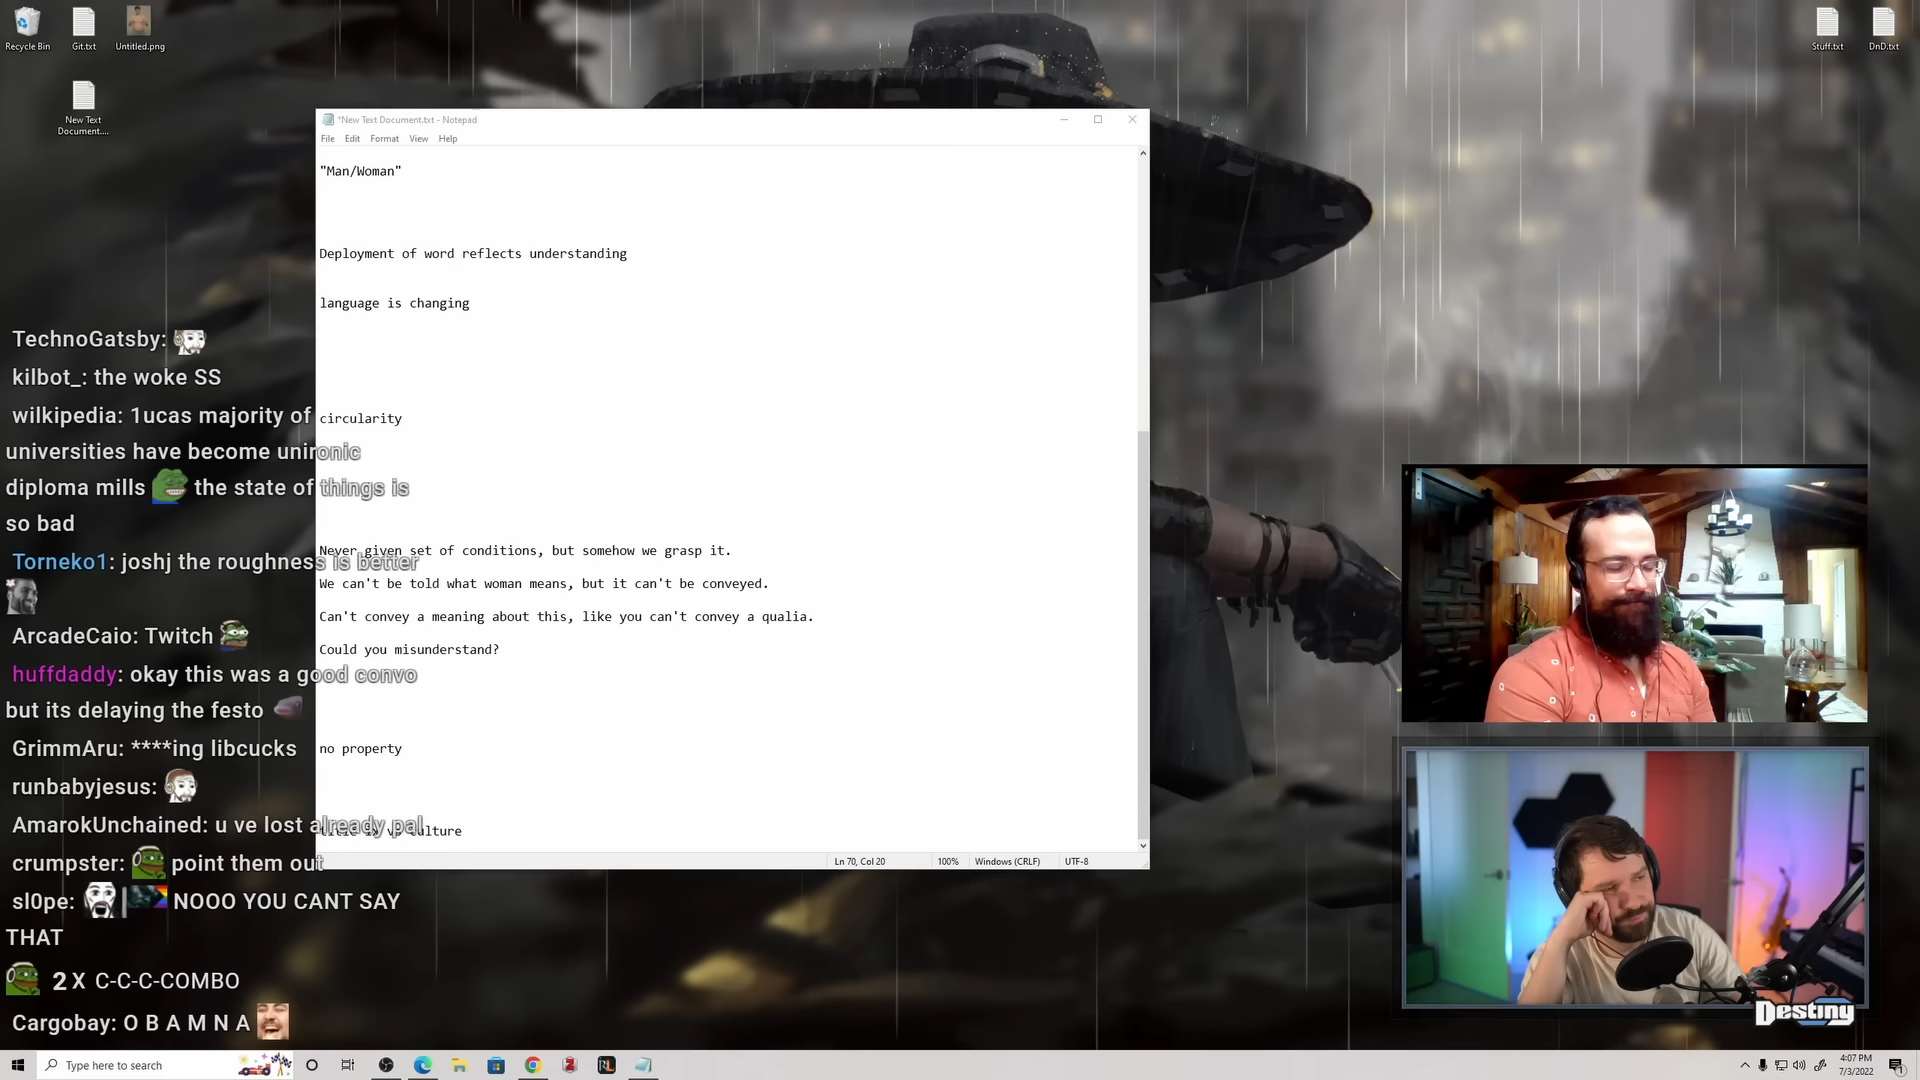 Recycle Bin
Git.txt
Untitled.png
New Text
Document....
Stuff.txt
DnD.txt
*New Text Document.txt - Notepad
File Edit Format View Help
"Man/Woman"
Deployment of word reflects understanding
language is changing
circularity
Never given set of conditions, but somehow we grasp it.
We can't be told what woman means, but it can't be conveyed.
Can't convey a meaning about this, like you can't convey a qualia.
Could you misunderstand?
no property
title ix vs culture
Ln 70, Col 20
100%
Windows (CRLF)
UTF-8
TechnoGatsby:
kilbot_: the woke SS
wilkipedia: 1ucas majority of
universities have become unironic
diploma mills the state of things is
so bad
Torneko1: joshj the roughness is better
ArcadeCaio: Twitch
huffdaddy: okay this was a good convo
but its delaying the festo
GrimmAru: ****ing libcucks
runbabyjesus:
AmarokUnchained: u ve lost already pal
crumpster: point them out
sl0pe: NOOO YOU CANT SAY
THAT
2 X C-C-C-COMBO
Cargobay: O B A M N A
Destiny
Type here to search
4:07 PM
7/3/2022